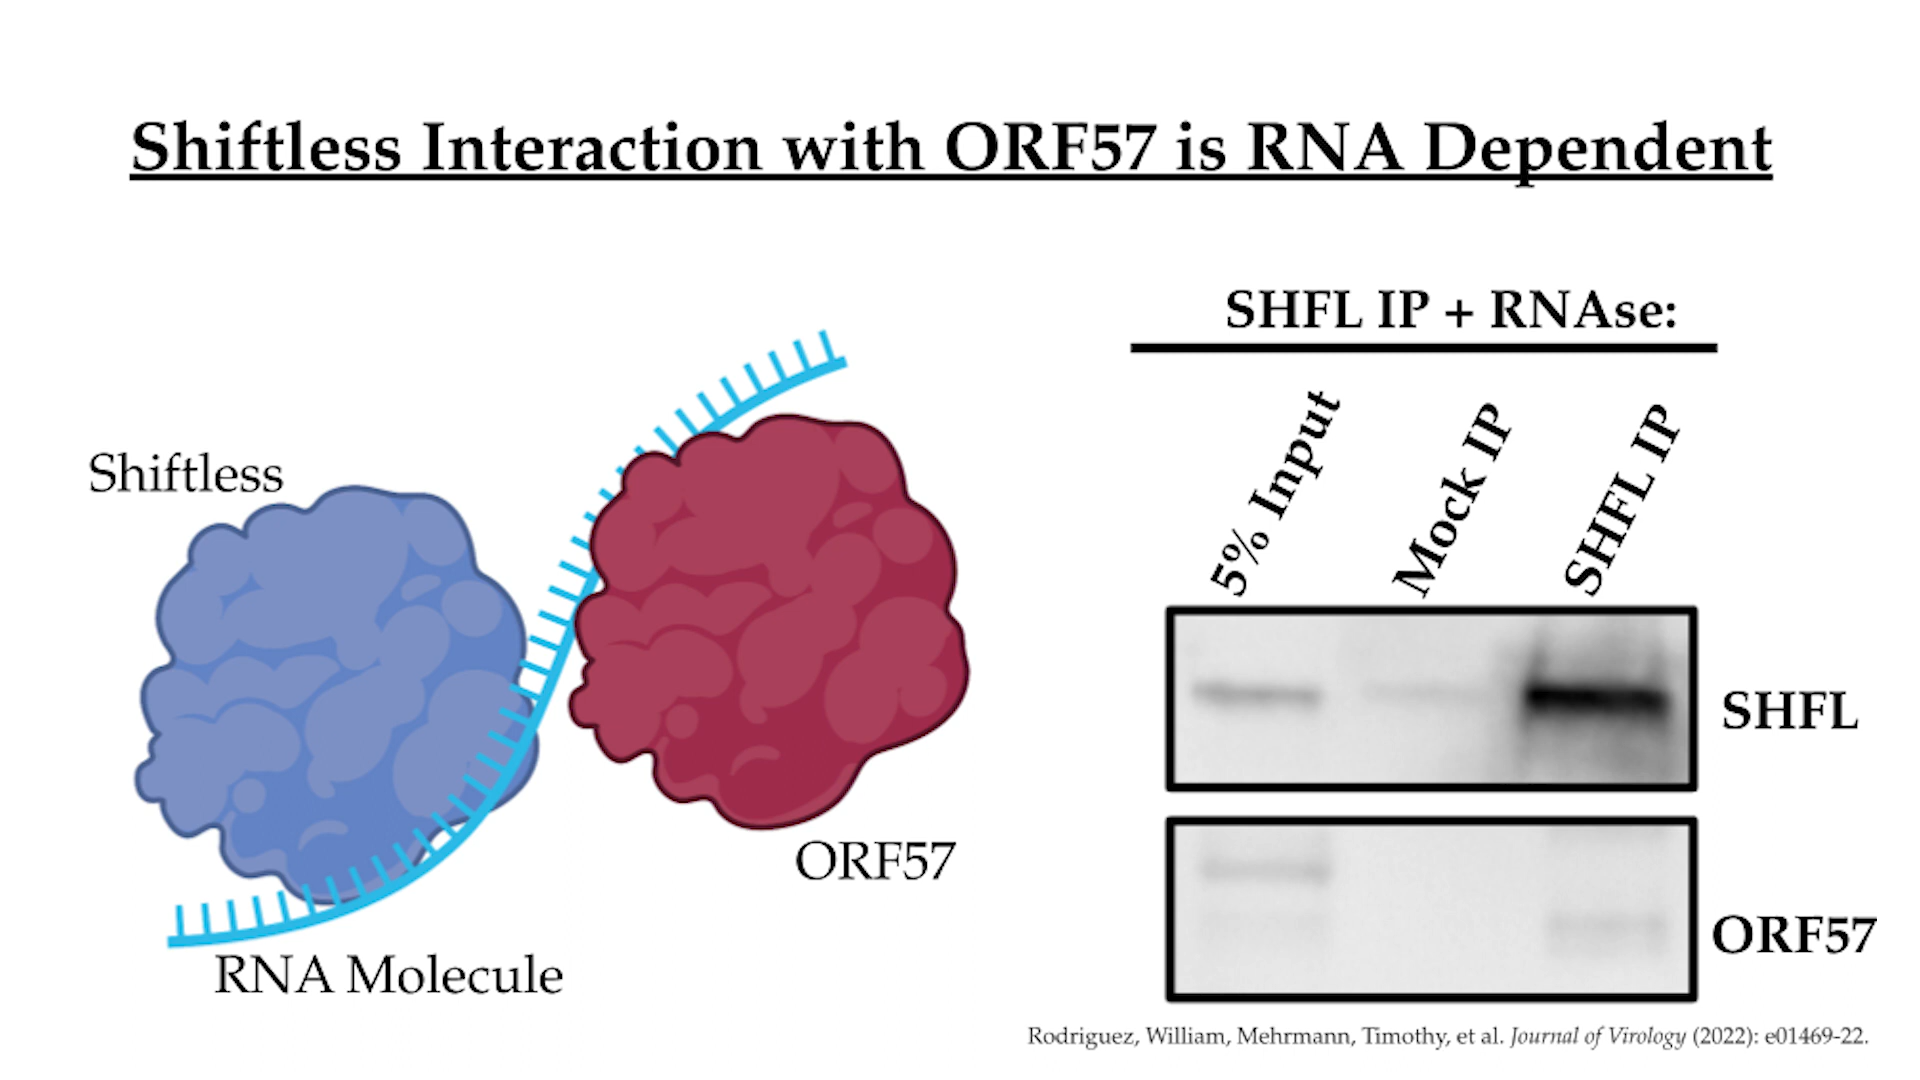 Shiftless Interaction with ORF57 is RNA Dependent
SHFL IP + RNAse:
5% Input
Mock IP
SHFL IP
Shiftless
SHFL
ORF57
ORF57
RNA Molecule
Rodriguez, William, Mehrmann, Timothy, et al. Journal of Virology (2022): e01469-22.